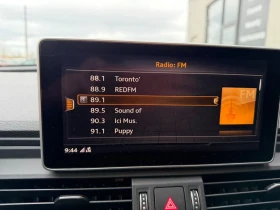 Radio: FM
88.1 Toronto'
88.9 REDFM
89.1
89.5 Sound of
90.3 Ici Mus.
91.1 Puppy
FM
9:44